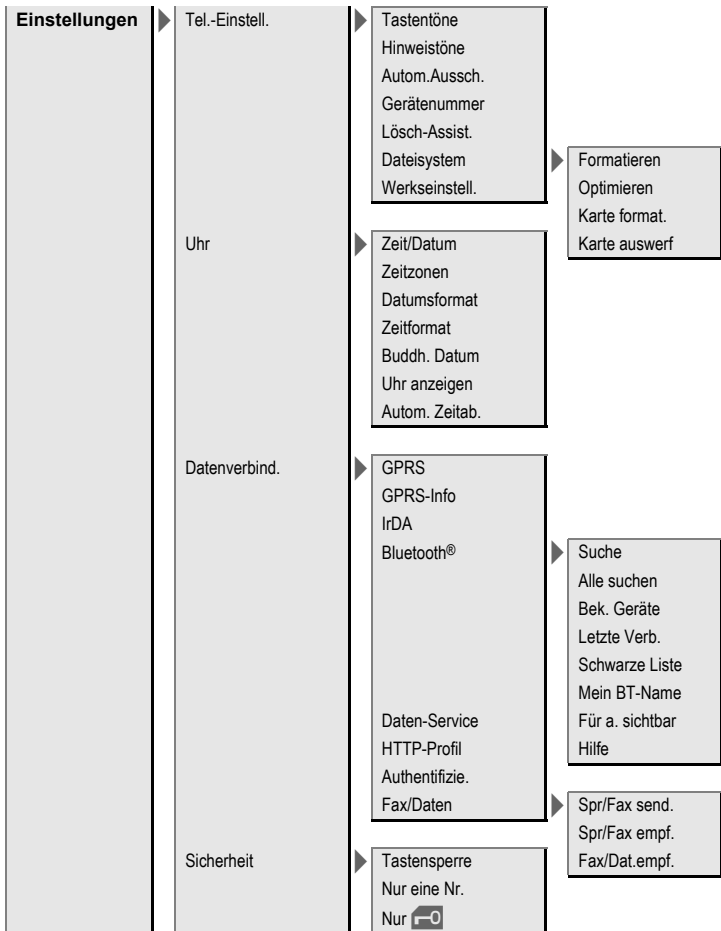 Einstellungen
Tel.-Einstell.
Tastentöne
Hinweistöne
Autom.Aussch.
Gerätenummer
Lösch-Assist.
Dateisystem
Formatieren
Werkseinstell.
Optimieren
Karte format.
Uhr
Zeit/Datum
Karte auswerf
Zeitzonen
Datumsformat
Zeitformat
Buddh. Datum
Uhr anzeigen
Autom. Zeitab.
Datenverbind.
GPRS
GPRS-Info
IrDA
Bluetooth®
Suche
Alle suchen
Bek. Geräte
Letzte Verb.
Schwarze Liste
Mein BT-Name
Daten-Service
Für a. sichtbar
HTTP-Profil
Hilfe
Authentifizie.
Fax/Daten
Spr/Fax send.
Spr/Fax empf.
Sicherheit
Tastensperre
Fax/Dat.empf.
Nur eine Nr.
Nur